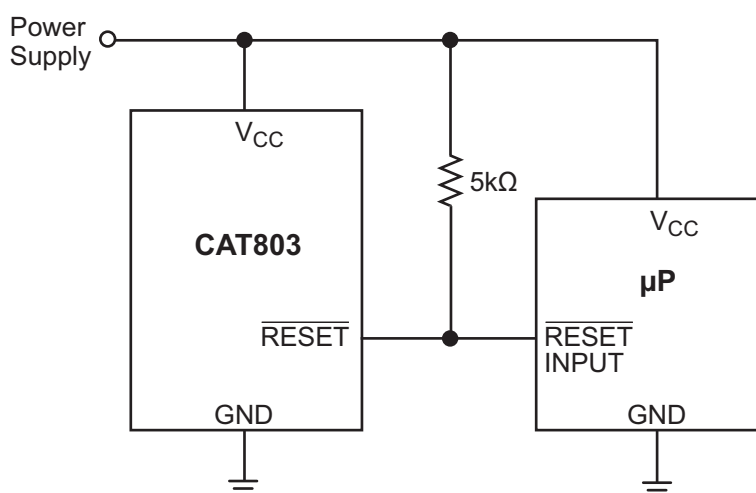 Power
Supply
VCC
CAT803
RESET
GND
5kΩ
VCC
µP
RESET
INPUT
GND